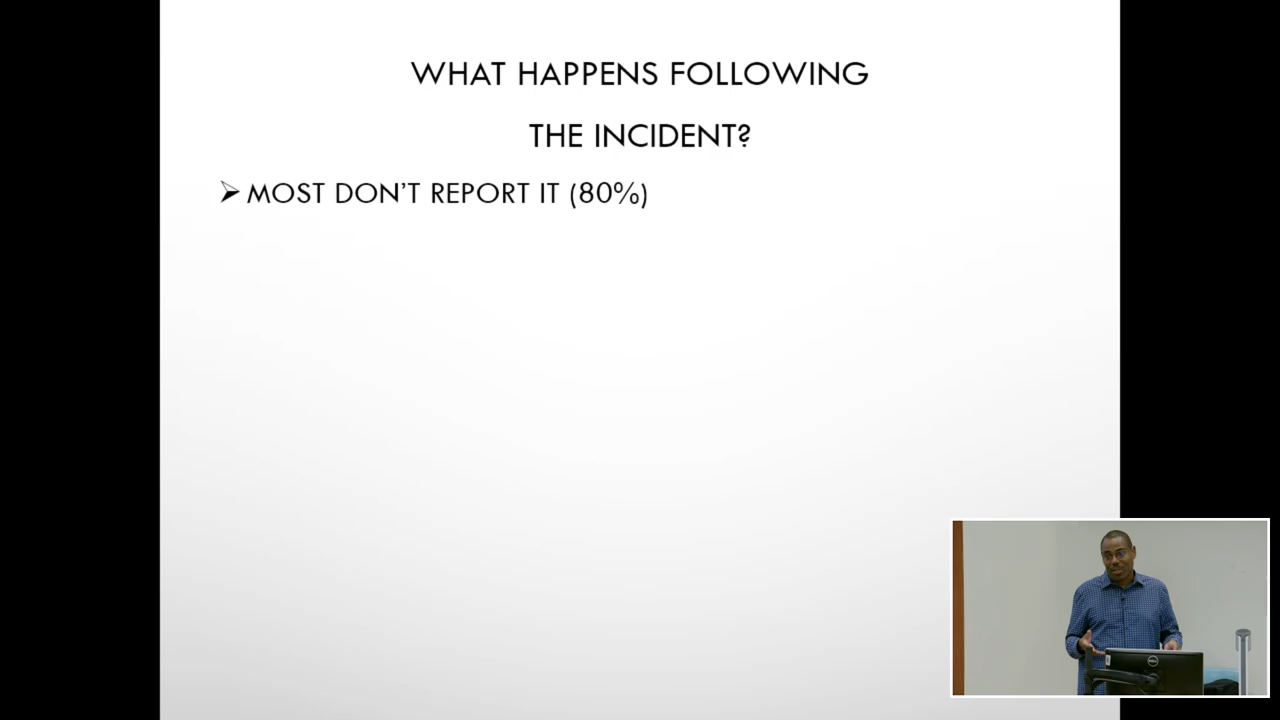 WHAT HAPPENS FOLLOWING
THE INCIDENT?
MOST DON'T REPORT IT (80%)